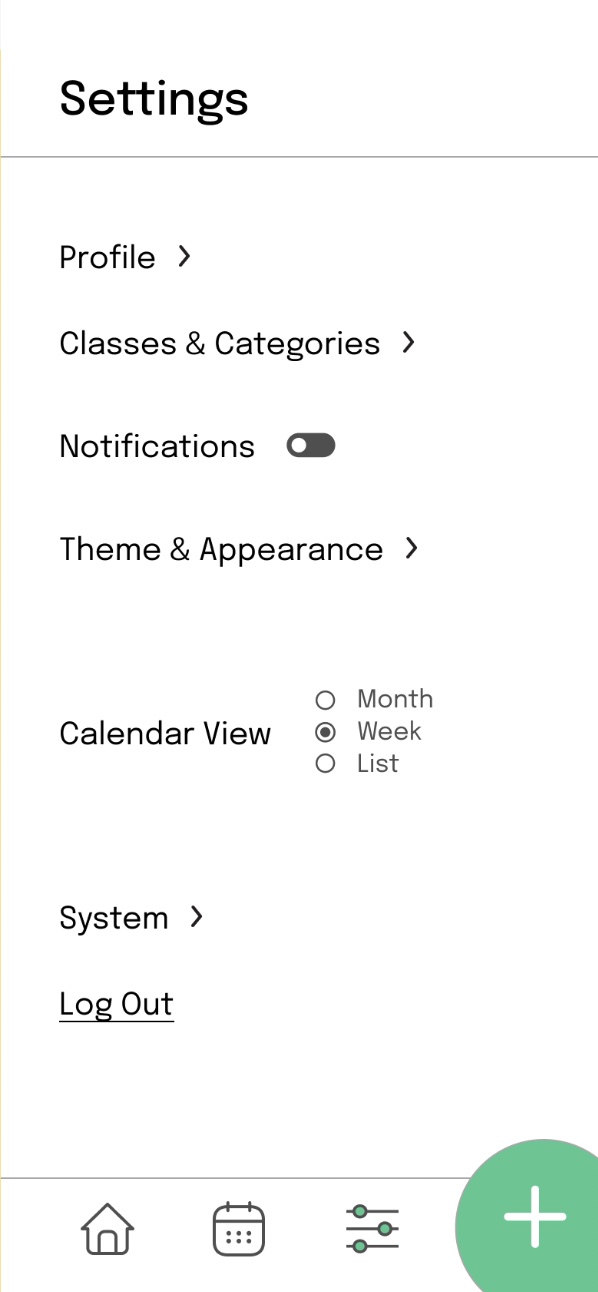 Settings
Profile
Classes & Categories
Notifications
Theme & Appearance
Month
Calendar View
Week
List
System
Log Out